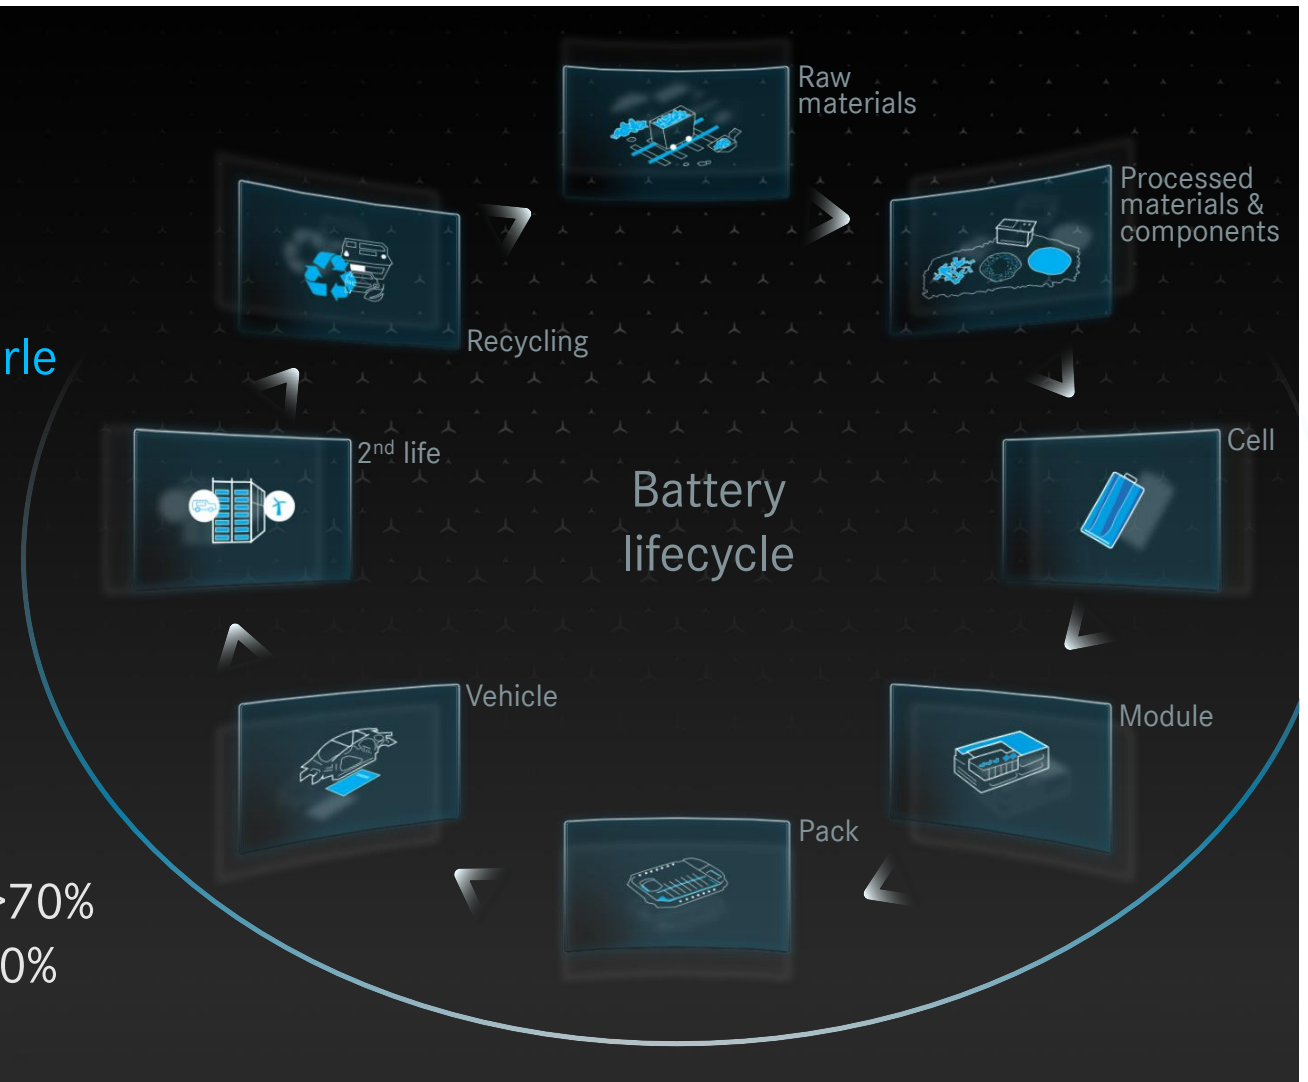 Raw
materials
Processed
materials &
components
Recycling
rle
2nd life
Cell
Battery
lifecycle
Vehicle
Module
Pack
>70%
0%